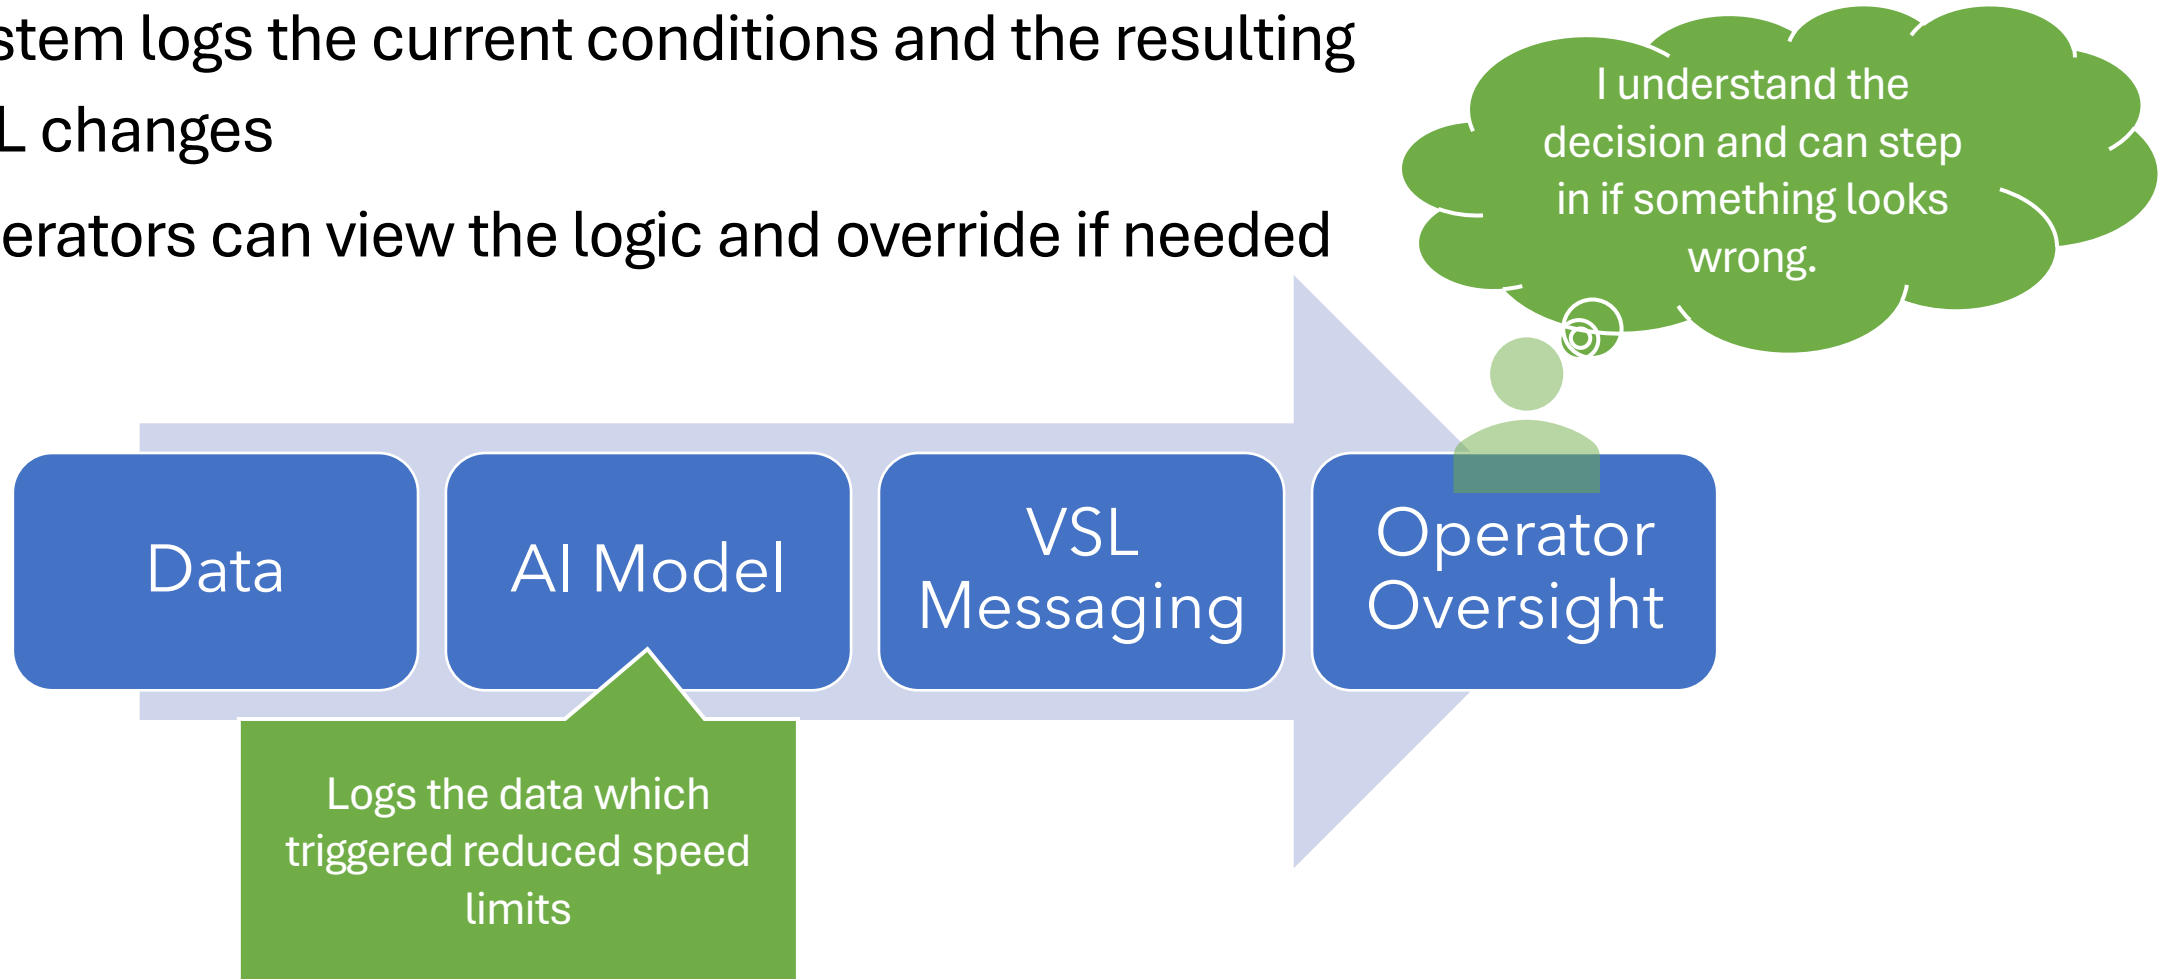 stem logs the current conditions and the resulting
L changes
erators can view the logic and override if needed
I understand the
decision and can step
in if something looks
wrong.
Data
AI Model
VSL
Messaging
Operator
Oversight
Logs the data which
triggered reduced speed
limits